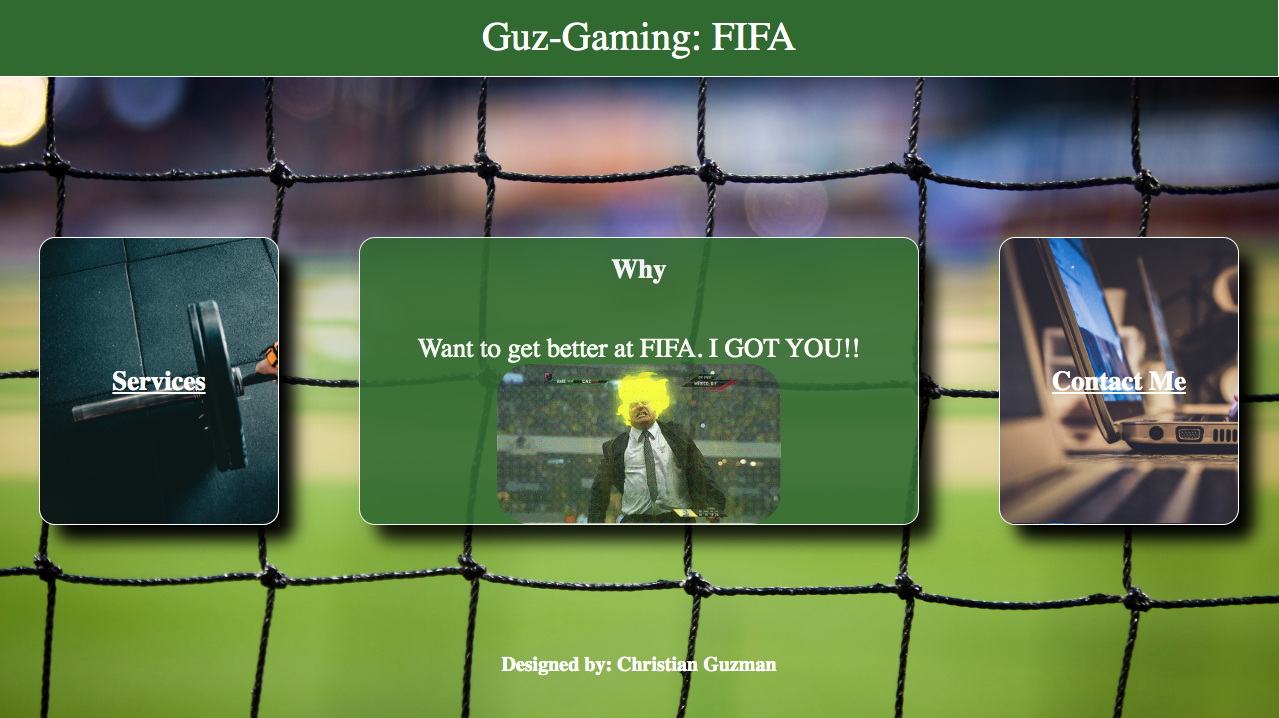 Guz-Gaming: FIFA
Why
Want to get better at FIFA. I GOT YOU!!
Services
Contact Me
Designed by: Christian Guzman